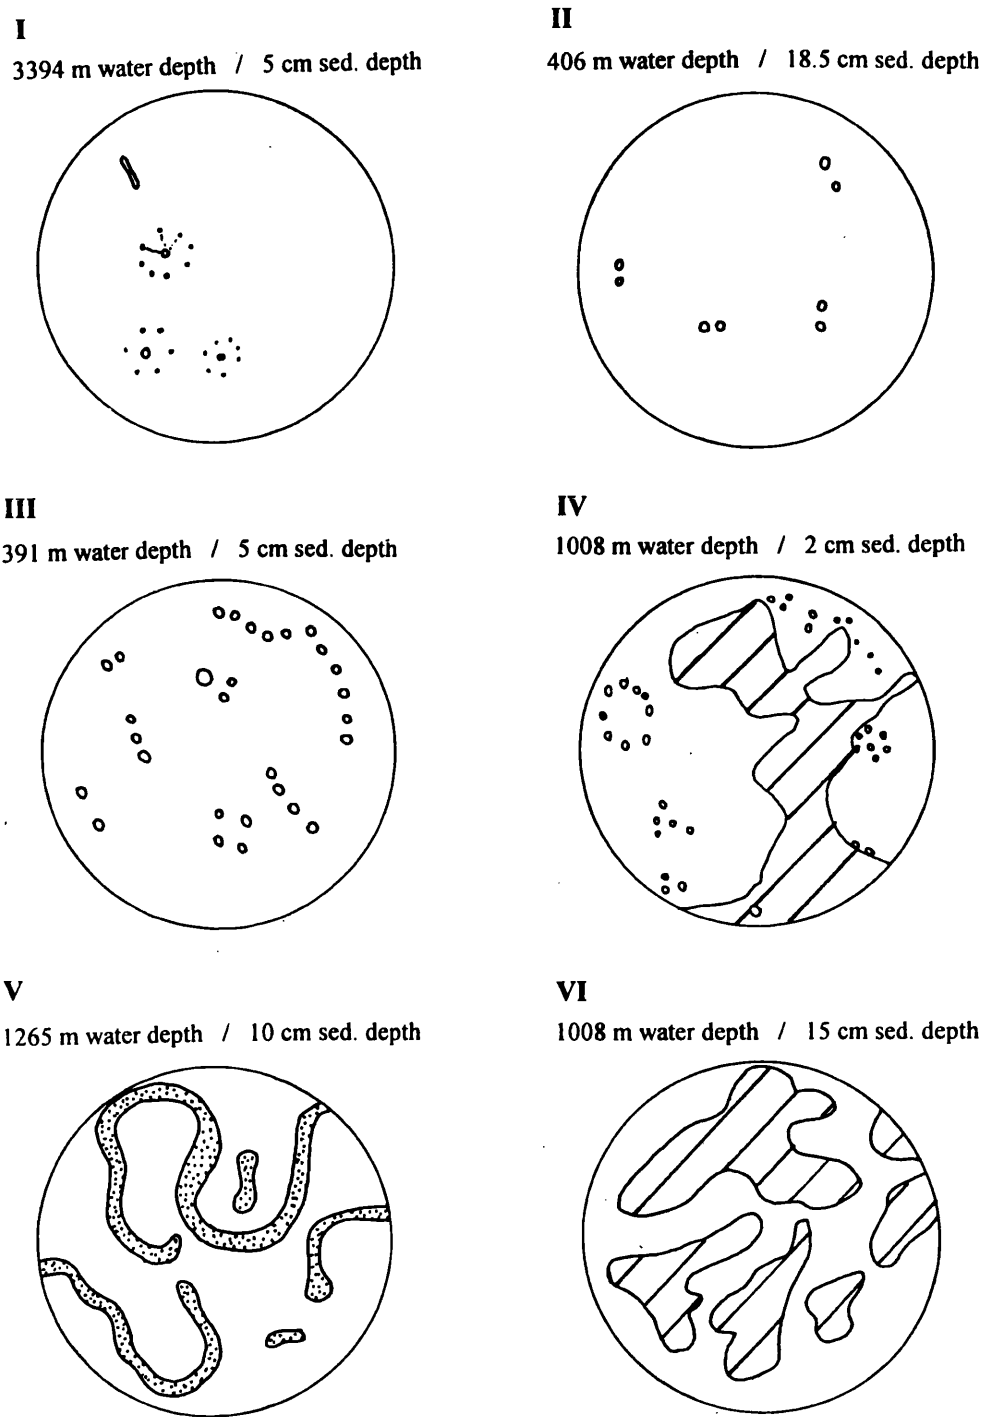 I
3394 m water depth / 5 cm sed. depth
II
406 m water depth / 18.5 cm sed. depth
III
391 m water depth / 5 cm sed. depth
IV
1008 m water depth / 2 cm sed. depth
V
1265 m water depth / 10 cm sed. depth
VI
1008 m water depth / 15 cm sed. depth